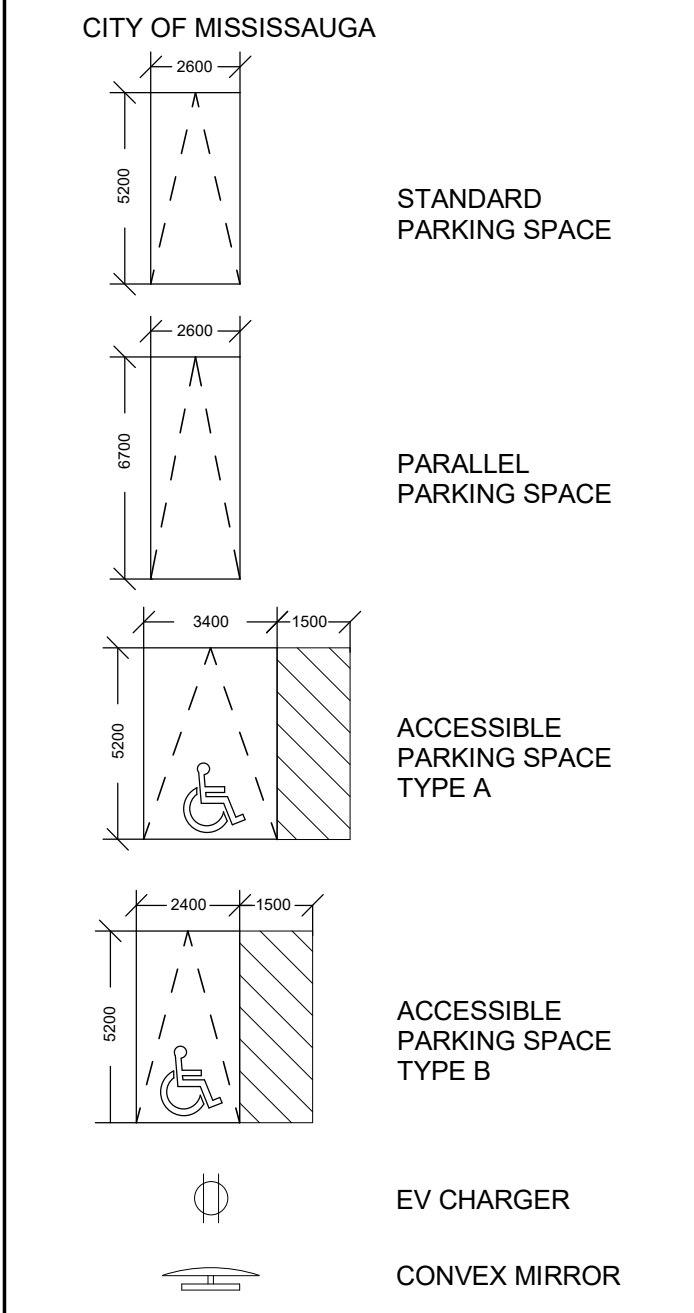 CITY OF MISSISSAUGA
2600
5200
STANDARD
PARKING SPACE
2600
6700
PARALLEL
PARKING SPACE
3400
1500
5200
ACCESSIBLE
PARKING SPACE
TYPE A
2400
1500
5200
ACCESSIBLE
PARKING SPACE
TYPE B
EV CHARGER
CONVEX MIRROR